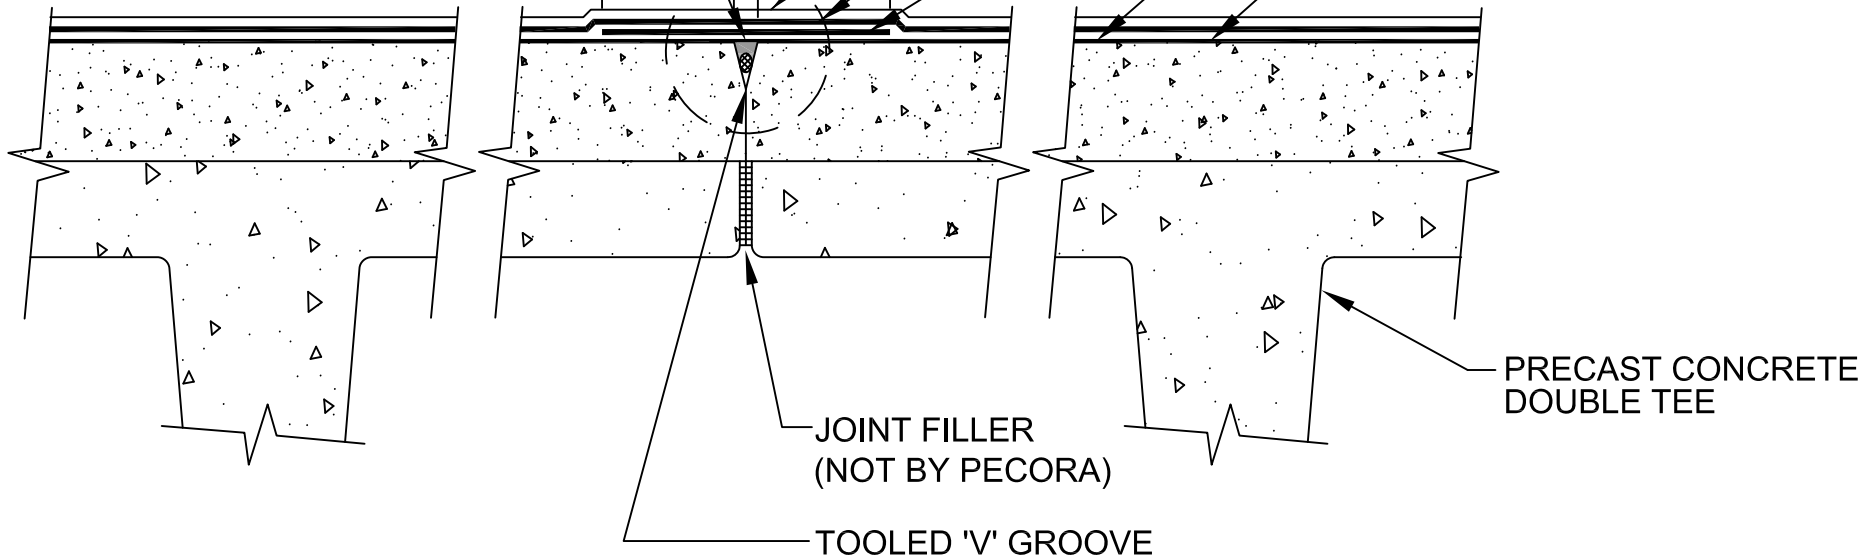 PRECAST CONCRETE
DOUBLE TEE
JOINT FILLER
(NOT BY PECORA)
TOOLED 'V' GROOVE